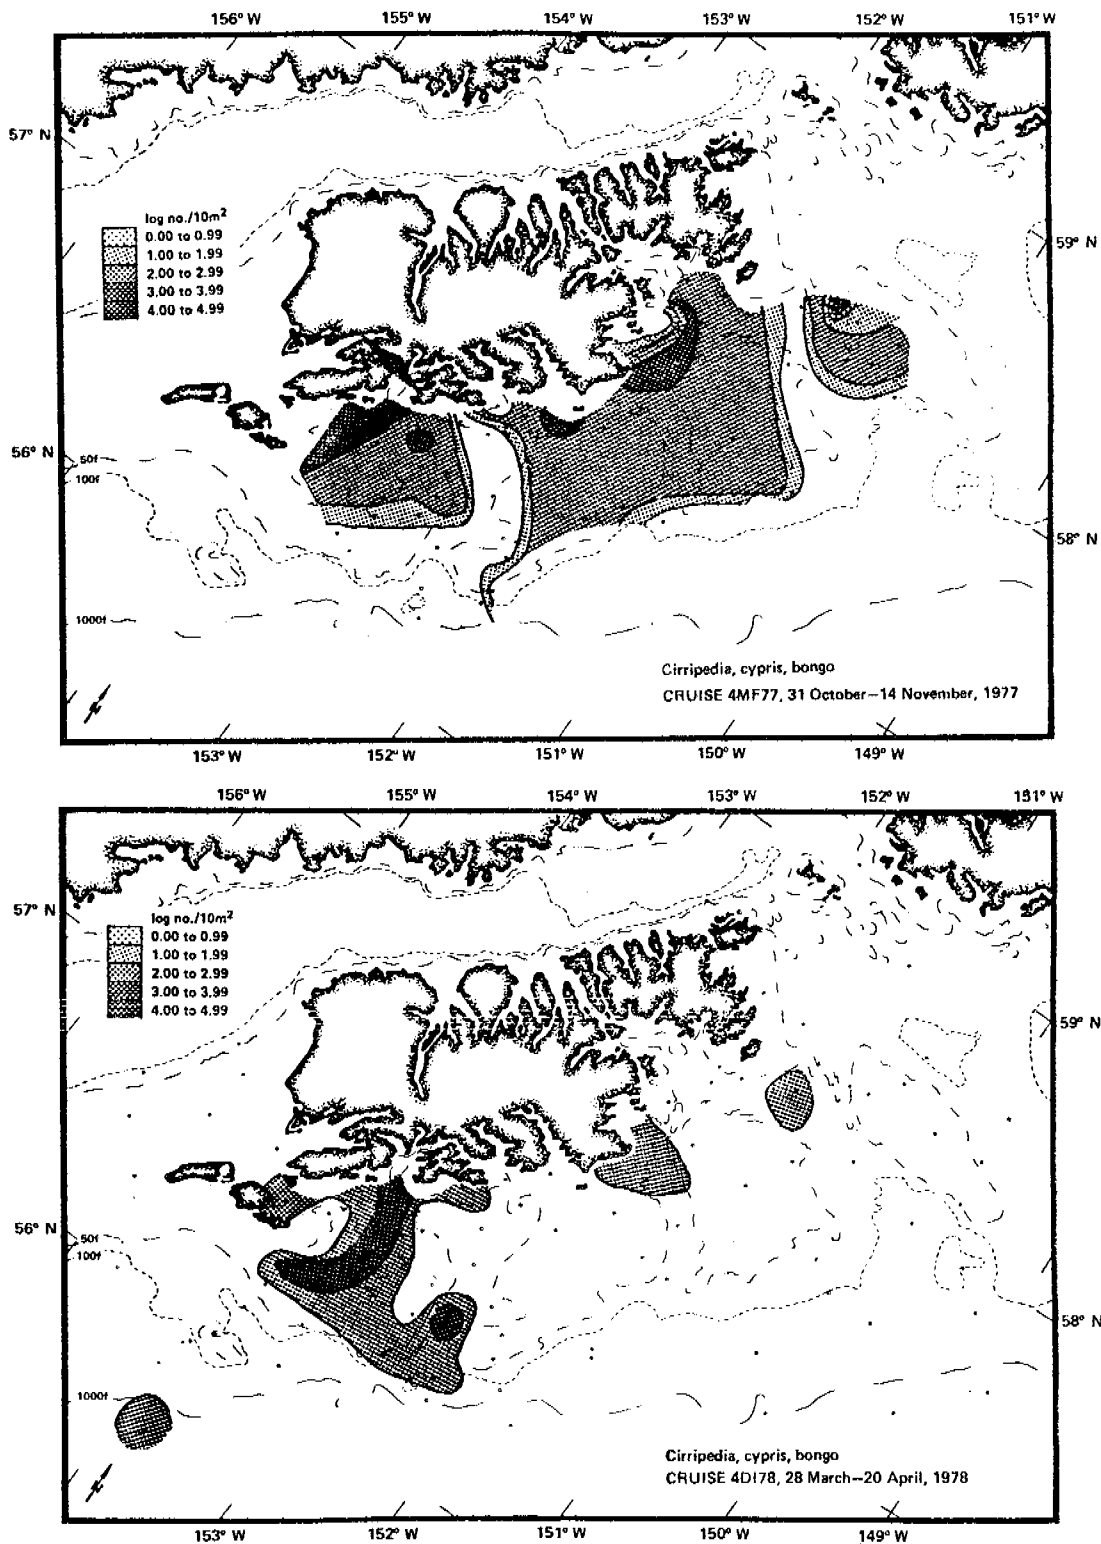 156° W 155° W 154° W 153° W 152° W 151° W
57° N
log no./10m²
0.00 to 0.99
1.00 to 1.99
2.00 to 2.99
3.00 to 3.99
4.00 to 4.99
59° N
56° N
50f
100f
58° N
1000f
Cirripedia, cypris, bongo
CRUISE 4MF77, 31 October—14 November, 1977
N
153° W 152° W 151° W 150° W 149° W
156° W 155° W 154° W 153° W 152° W 151° W
57° N
log no./10m²
0.00 to 0.99
1.00 to 1.99
2.00 to 2.99
3.00 to 3.99
4.00 to 4.99
59° N
56° N
50f
100f
58° N
1000f
Cirripedia, cypris, bongo
CRUISE 4DI78, 28 March—20 April, 1978
N
153° W 152° W 151° W 150° W 149° W